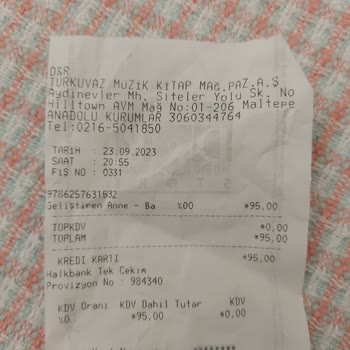 D&R
TURKUVAZ MÜZİK KİTAP MAĞ.PAZ.A.Ş
Aydınevler Mh. Siteler Yolu Sk. No
Hilltown AVM Mağ No:01-206 Maltepe
ANADOLU KURUMLAR 3060344764
Tel:0216-5041850
TARİH : 23.09.2023
SAAT : 20:55
FİŞ NO : 0331
9786257631532
Geliştiren Anne - Ba %00 *95,00
TOPKDV *0,00
TOPLAM *95,00
KREDİ KARTI *95,00
Halkbank Tek Çekim
Provizyon No : 984340
KDV Oranı KDV Dahil Tutar KDV
%0 *95,00 *0,00